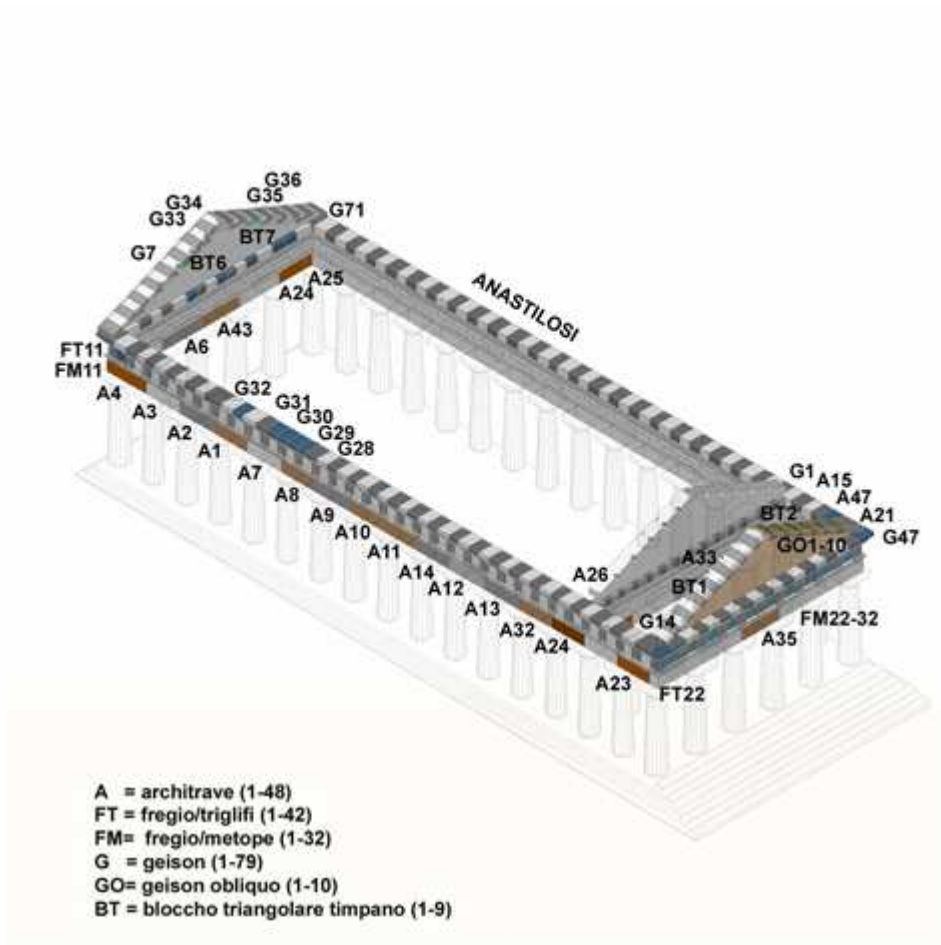 G36
G35
G34
G33
G71
G7
BT7
BT6
A25
A24
ANASTILOSI
A43
A6
FT11
FM11
A4
A3
G32
G31
G30
G29
G28
A2
A1
A7
A8
A9
A10
A11
A14
A12
A13
A32
A24
A23
G1
A15
A47
BT2
A21
GO1-10
G47
A33
A26
BT1
G14
FM22-32
A35
FT22
A = architrave (1-48)
FT = fregio/triglifi (1-42)
FM= fregio/metope (1-32)
G = geison (1-79)
GO= geison obliquo (1-10)
BT = bloccho triangolare timpano (1-9)